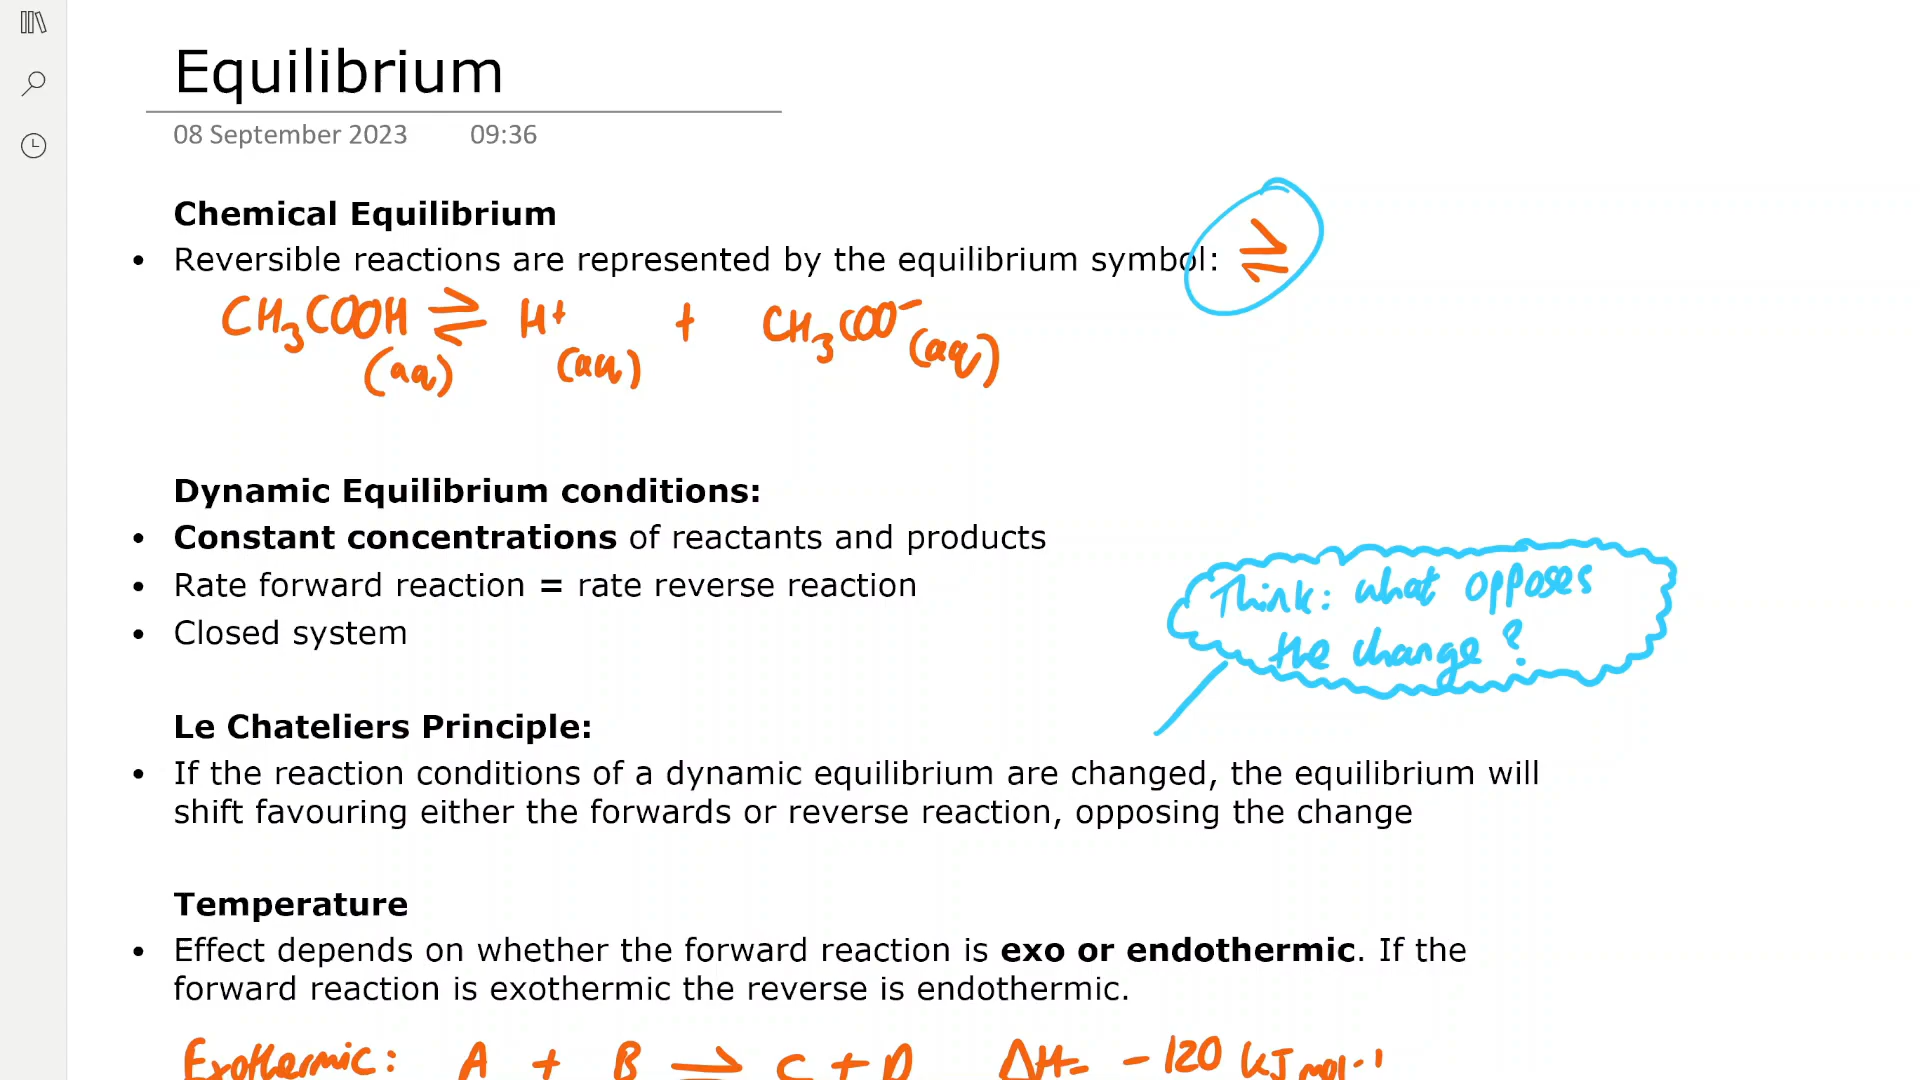 Equilibrium
08 September 2023 09:36
Chemical Equilibrium
• Reversible reactions are represented by the equilibrium symbol: ⇌
CH₃COOH ⇌ H⁺ + CH₃COO⁻
(aq) (aq) (aq)
Dynamic Equilibrium conditions:
• Constant concentrations of reactants and products
• Rate forward reaction = rate reverse reaction
• Closed system
Think: what opposes
the change?
Le Chateliers Principle:
• If the reaction conditions of a dynamic equilibrium are changed, the equilibrium will
shift favouring either the forwards or reverse reaction, opposing the change
Temperature
• Effect depends on whether the forward reaction is exo or endothermic. If the
forward reaction is exothermic the reverse is endothermic.
Exothermic: A + B ⇌ C + D ΔH= -120 kJmol⁻¹